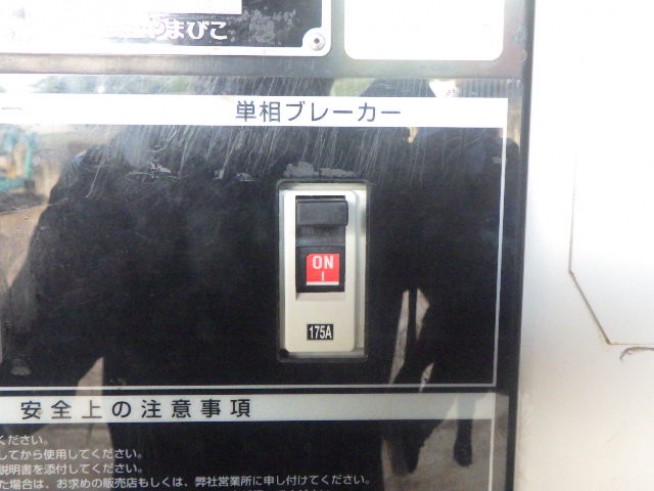 やまびこ
ー
単相ブレーカー
ON
I
175A
安全上の注意事項
ください。
してから使用してください。
説明書を添付してください。
た場合は、お求めの販売店もしくは、弊社営業所に申し付けてください。